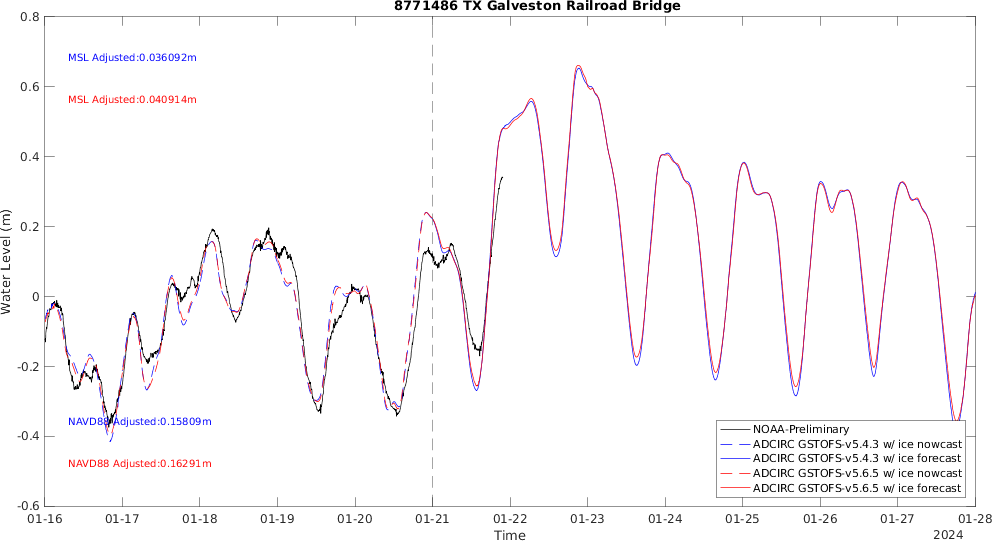 8771486 TX Galveston Railroad Bridge
0.8
0.6
0.4
0.2
0
-0.2
-0.4
-0.6
Water Level (m)
MSL Adjusted:0.036092m
MSL Adjusted:0.040914m
NAVD88 Adjusted:0.15809m
NAVD88 Adjusted:0.16291m
NOAA-Preliminary
ADCIRC GSTOFS-v5.4.3 w/ ice nowcast
ADCIRC GSTOFS-v5.4.3 w/ ice forecast
ADCIRC GSTOFS-v5.6.5 w/ ice nowcast
ADCIRC GSTOFS-v5.6.5 w/ ice forecast
01-16 01-17 01-18 01-19 01-20 01-21 01-22 01-23 01-24 01-25 01-26 01-27 01-28
Time
2024